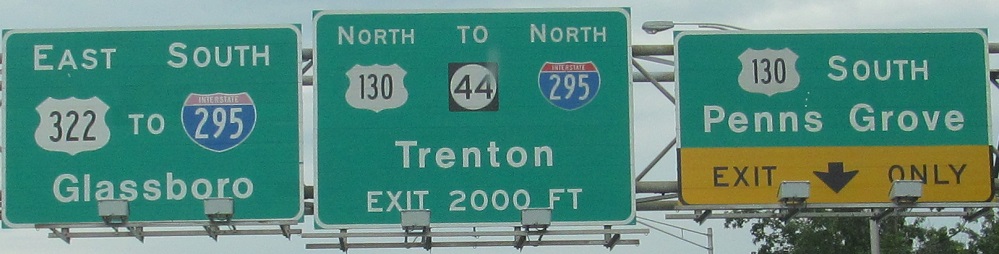 EAST SOUTH
322 TO INTERSTATE 295
Glassboro
NORTH TO NORTH
130 44 INTERSTATE 295
Trenton
EXIT 2000 FT
130 SOUTH
Penns Grove
EXIT ONLY